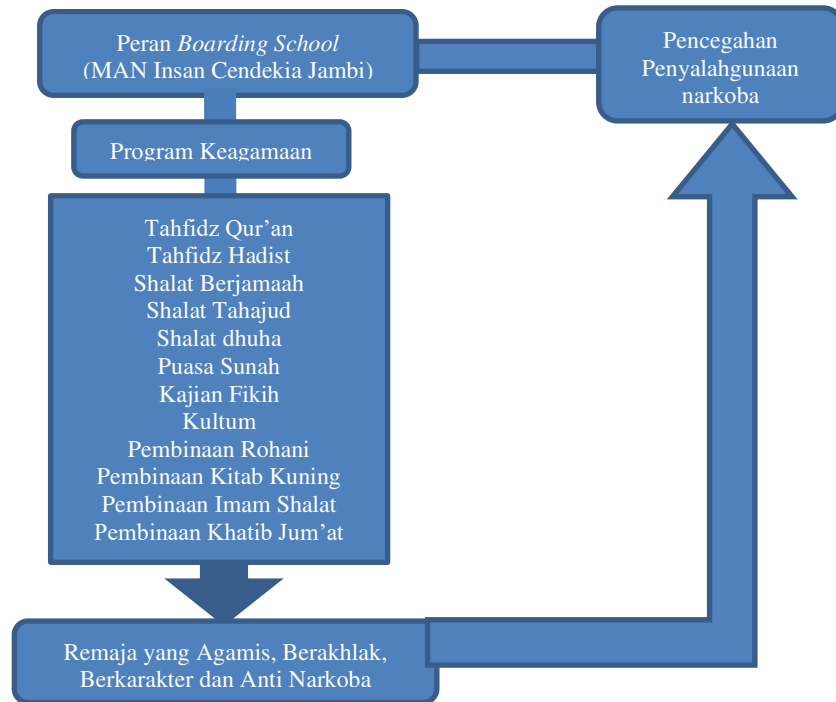 Peran Boarding School
(MAN Insan Cendekia Jambi)
Pencegahan
Penyalahgunaan
narkoba
Program Keagamaan
Tahfidz Qur'an
Tahfidz Hadist
Shalat Berjamaah
Shalat Tahajud
Shalat dhuha
Puasa Sunah
Kajian Fikih
Kultum
Pembinaan Rohani
Pembinaan Kitab Kuning
Pembinaan Imam Shalat
Pembinaan Khatib Jum'at
Remaja yang Agamis, Berakhlak,
Berkarakter dan Anti Narkoba